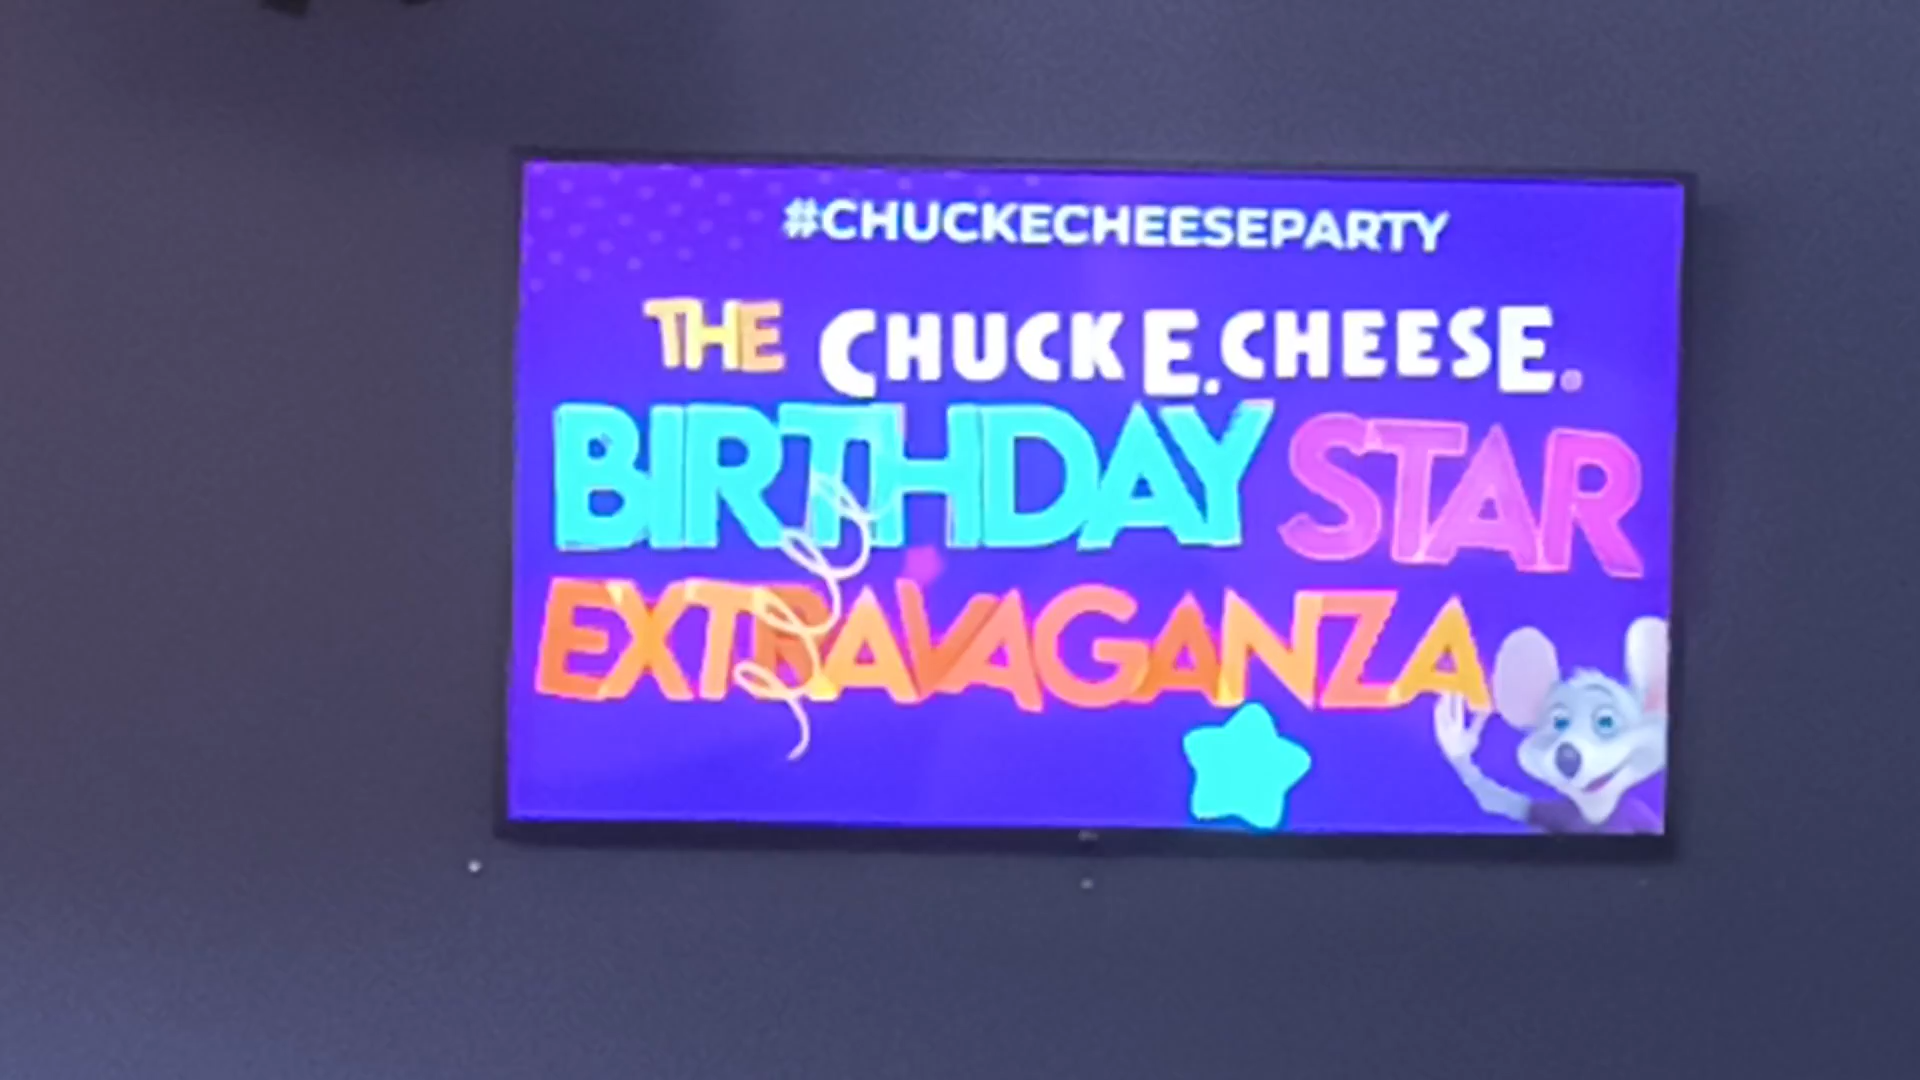 #CHUCKECHEESEPARTY
THE CHUCK E. CHEESE.
BIRTHDAY STAR
EXTRAVAGANZA